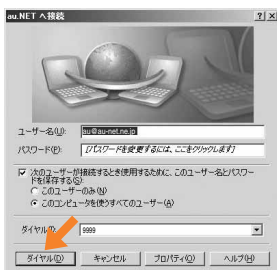 au.NET へ接続
ユーザー名(U): au@au-net.ne.jp
パスワード(P): [パスワードを変更するには、ここをクリックします]
次のユーザーが接続するとき使用するために、このユーザー名とパスワー
ドを保存する(S):
このユーザーのみ(N)
このコンピュータを使うすべてのユーザー(A)
ダイヤル(I): 9999
ダイヤル(D) キャンセル プロパティ(O) ヘルプ(H)